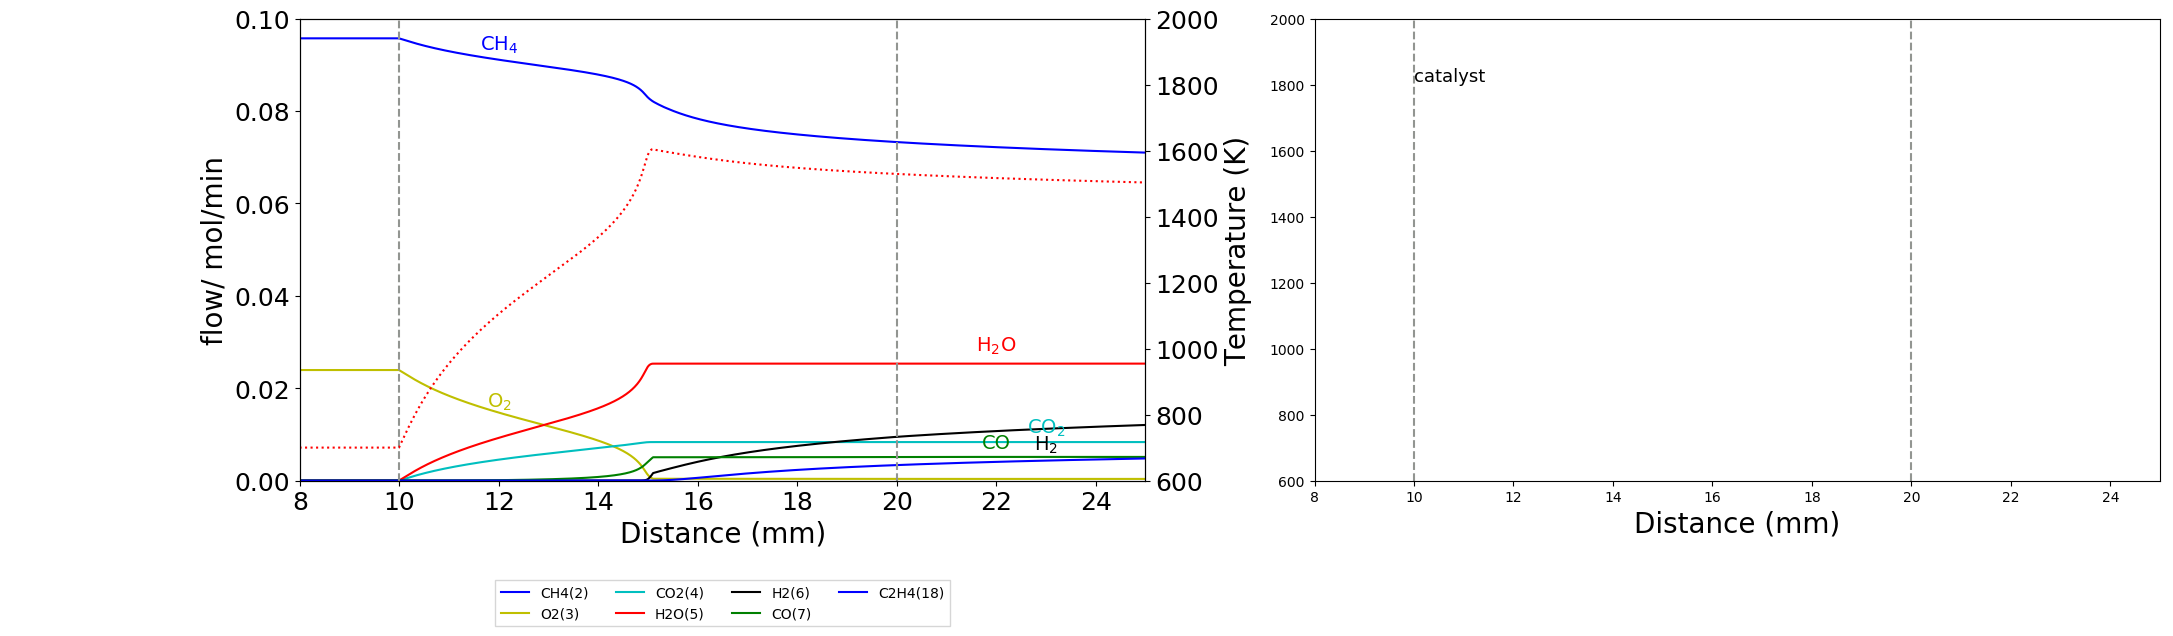 0.10
0.08
0.06
0.04
0.02
0.00
flow/ mol/min
8 10 12 14 16 18 20 22 24
Distance (mm)
CH₄
O₂
H₂O
CO₂
CO
H₂
2000
1800
1600
1400
1200
1000
800
600
Temperature (K)
CH4(2) CO2(4) H2(6) C2H4(18)
O2(3) H2O(5) CO(7)
2000
1800
1600
1400
1200
1000
800
600
catalyst
8 10 12 14 16 18 20 22 24
Distance (mm)